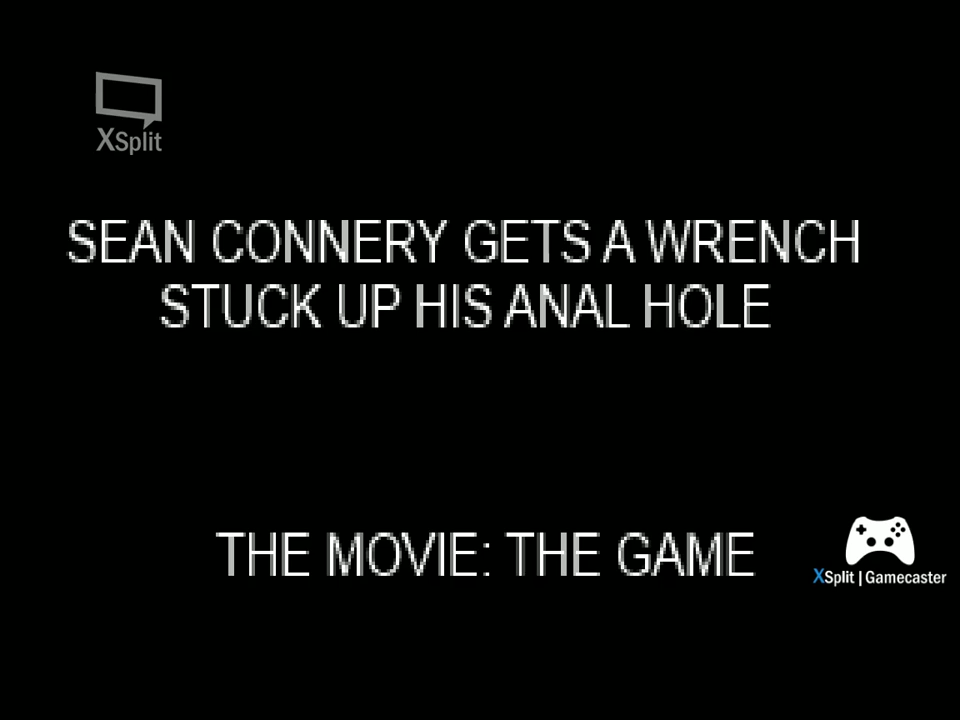 XSplit
SEAN CONNERY GETS A WRENCH
STUCK UP HIS ANAL HOLE
THE MOVIE: THE GAME
XSplit | Gamecaster